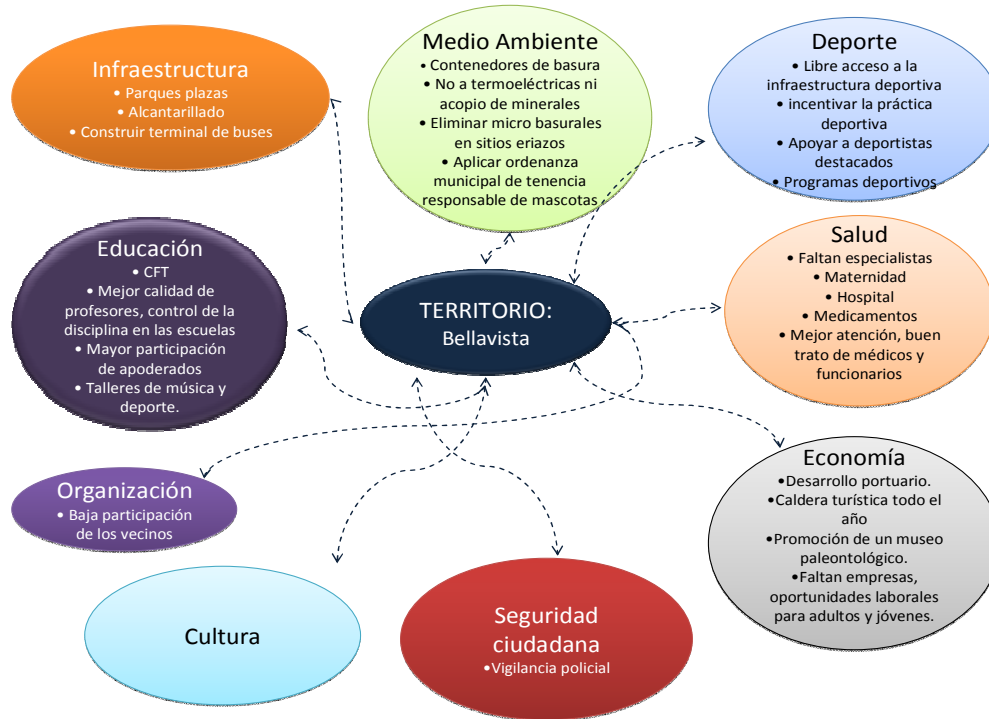 Infraestructura
• Parques plazas
• Alcantarillado
• Construir terminal de buses
Medio Ambiente
• Contenedores de basura
• No a termoeléctricas ni
acopio de minerales
• Eliminar micro basurales
en sitios eriazos
• Aplicar ordenanza
municipal de tenencia
responsable de mascotas
Deporte
• Libre acceso a la
infraestructura deportiva
• incentivar la práctica
deportiva
• Apoyar a deportistas
destacados
• Programas deportivos
Educación
• CFT
• Mejor calidad de
profesores, control de la
disciplina en las escuelas
• Mayor participación
de apoderados
• Talleres de música y
deporte.
TERRITORIO:
Bellavista
Salud
• Faltan especialistas
• Maternidad
• Hospital
• Medicamentos
• Mejor atención, buen
trato de médicos y
funcionarios
Organización
• Baja participación
de los vecinos
Economía
•Desarrollo portuario.
•Caldera turística todo el
año
•Promoción de un museo
paleontológico.
•Faltan empresas,
oportunidades laborales
para adultos y jóvenes.
Cultura
Seguridad
ciudadana
•Vigilancia policial